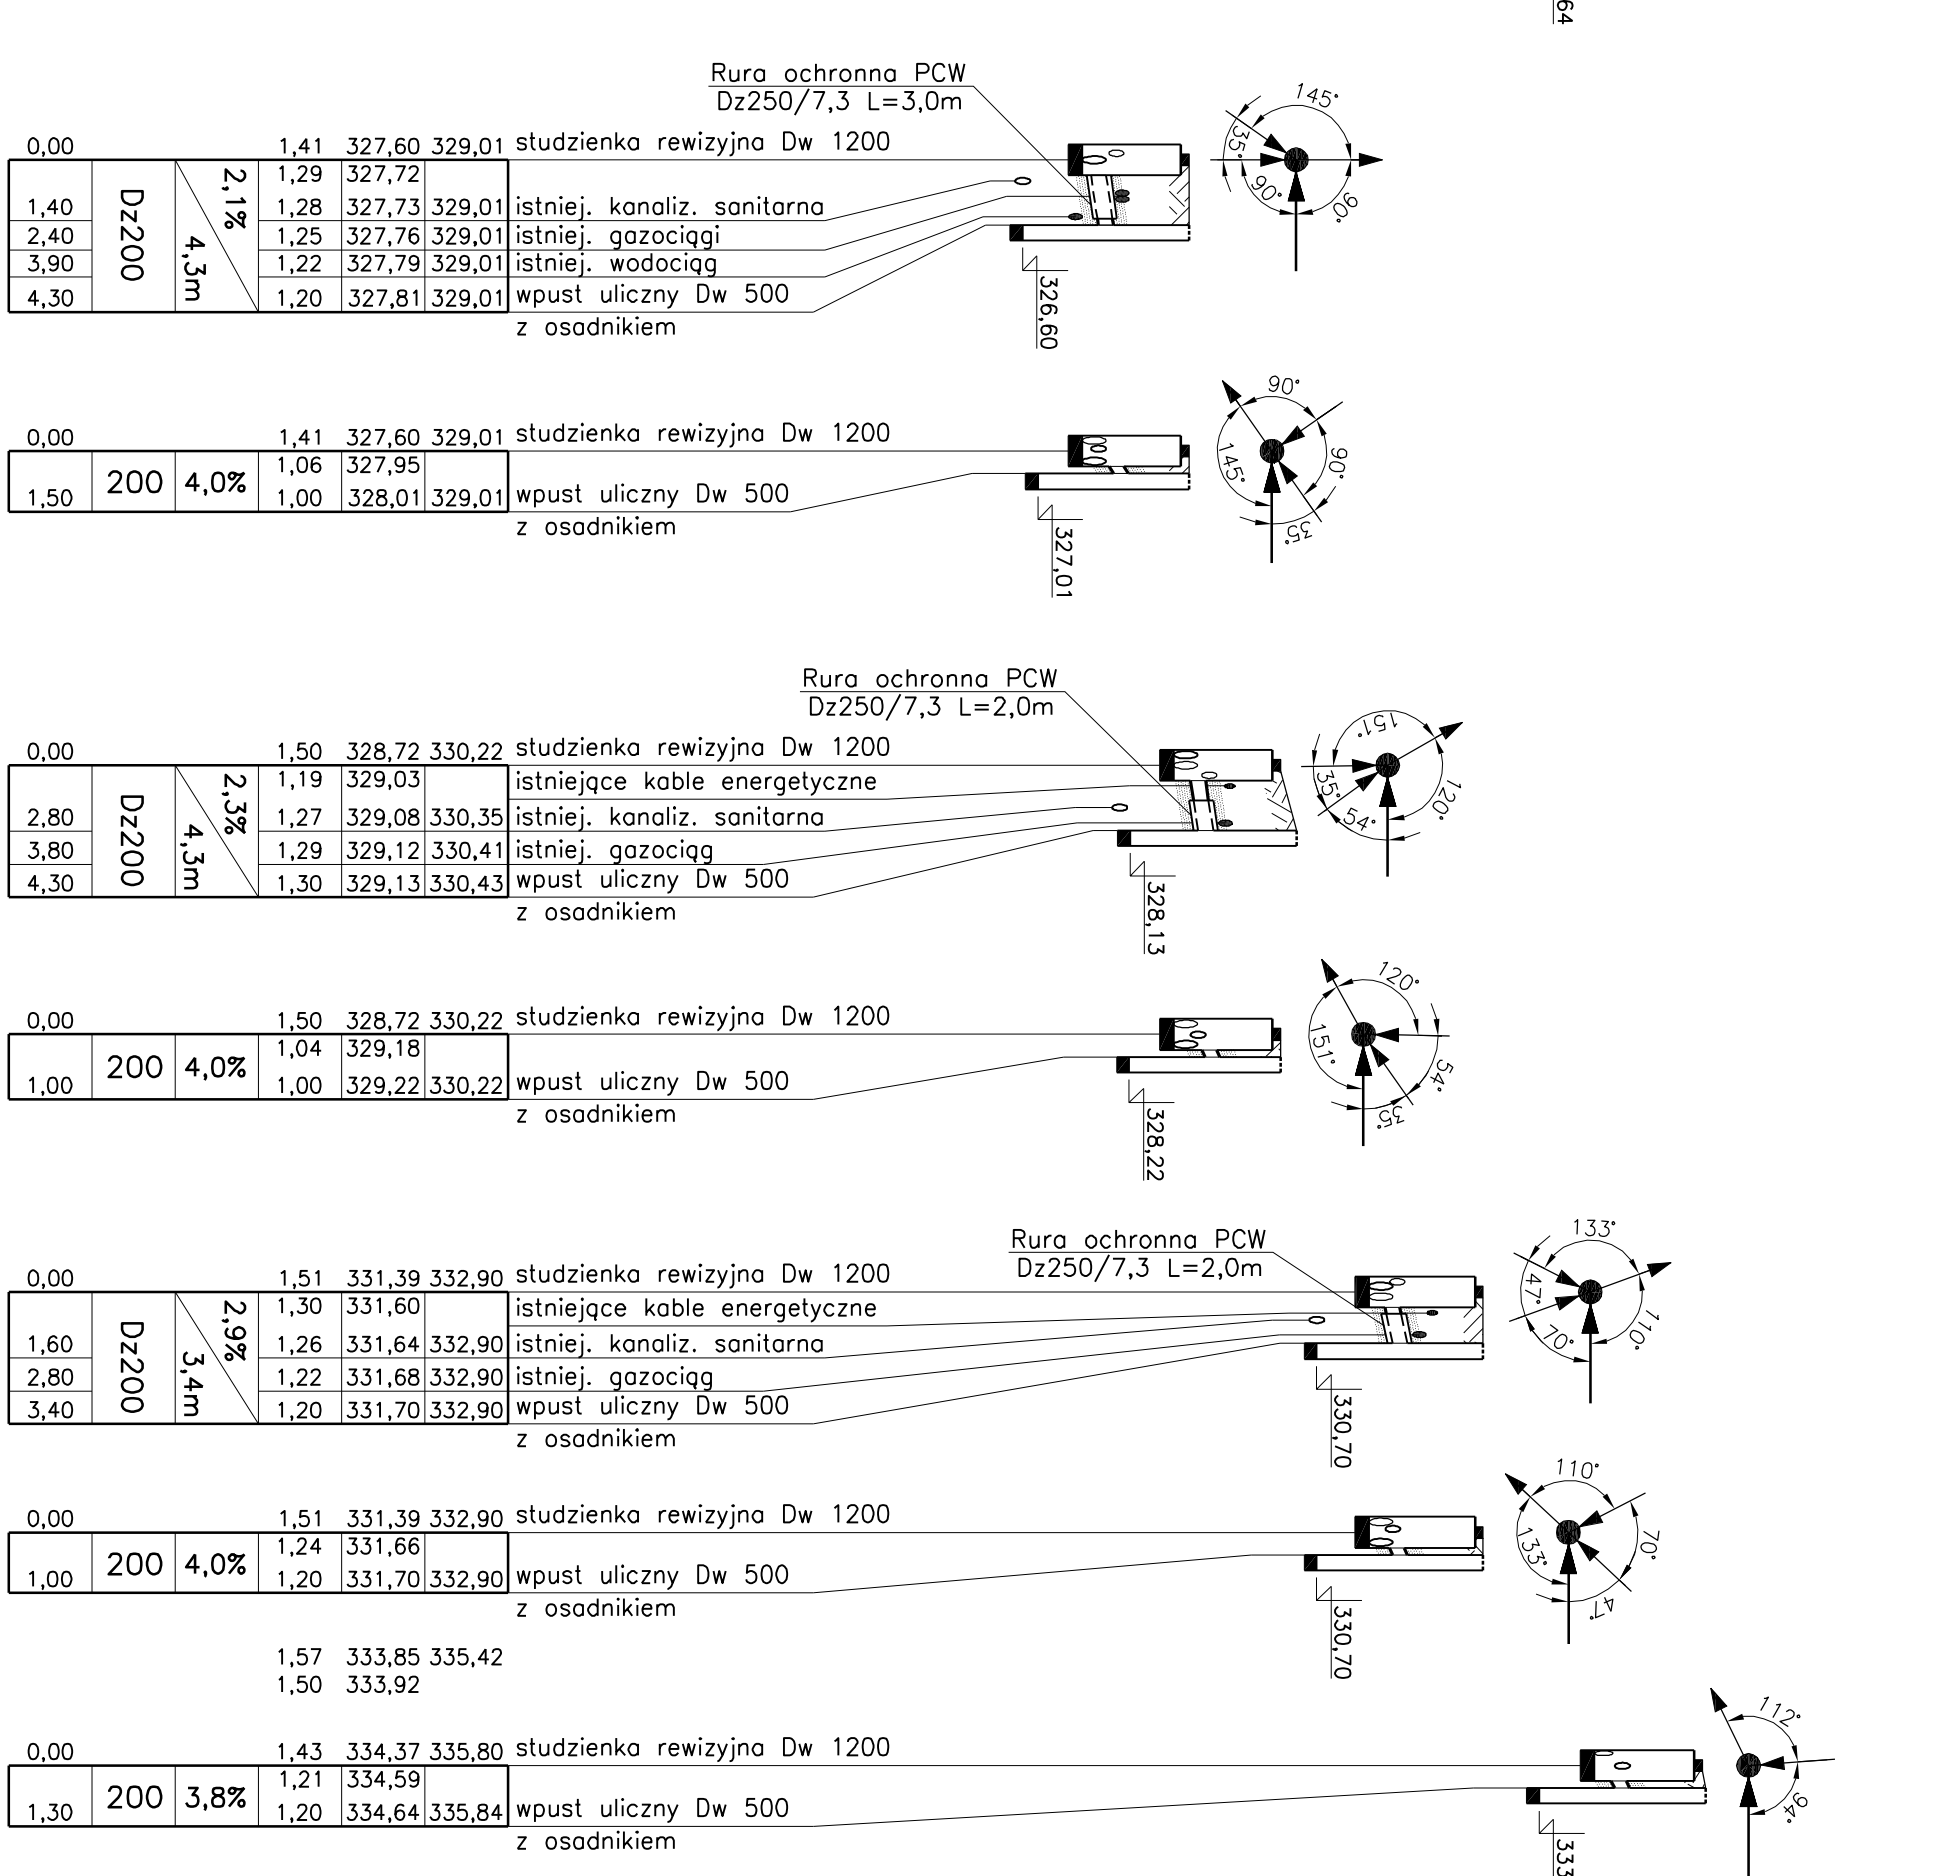 64
Rura ochronna PCW
Dz250/7,3 L=3,0m
145°
35°
90°
90°
0,00 1,41 327,60 329,01 studzienka rewizyjna Dw 1200
Dz200 2,1% 4,3m
1,29 327,72
1,40 1,28 327,73 329,01 istniej. kanaliz. sanitarna
2,40 1,25 327,76 329,01 istniej. gazociągi
3,90 1,22 327,79 329,01 istniej. wodociąg
4,30 1,20 327,81 329,01 wpust uliczny Dw 500
z osadnikiem
326,60
90°
145°
90°
35°
0,00 1,41 327,60 329,01 studzienka rewizyjna Dw 1200
200 4,0%
1,06 327,95
1,50 1,00 328,01 329,01 wpust uliczny Dw 500
z osadnikiem
327,01
Rura ochronna PCW
Dz250/7,3 L=2,0m
151°
35°
54°
120°
0,00 1,50 328,72 330,22 studzienka rewizyjna Dw 1200
Dz200 2,3% 4,3m
1,19 329,03 istniejące kable energetyczne
2,80 1,27 329,08 330,35 istniej. kanaliz. sanitarna
3,80 1,29 329,12 330,41 istniej. gazociąg
4,30 1,30 329,13 330,43 wpust uliczny Dw 500
z osadnikiem
328,13
120°
151°
54°
35°
0,00 1,50 328,72 330,22 studzienka rewizyjna Dw 1200
200 4,0%
1,04 329,18
1,00 1,00 329,22 330,22 wpust uliczny Dw 500
z osadnikiem
328,22
Rura ochronna PCW
Dz250/7,3 L=2,0m
133°
47°
70°
110°
0,00 1,51 331,39 332,90 studzienka rewizyjna Dw 1200
Dz200 2,9% 3,4m
1,30 331,60 istniejące kable energetyczne
1,60 1,26 331,64 332,90 istniej. kanaliz. sanitarna
2,80 1,22 331,68 332,90 istniej. gazociąg
3,40 1,20 331,70 332,90 wpust uliczny Dw 500
z osadnikiem
330,70
110°
133°
70°
47°
0,00 1,51 331,39 332,90 studzienka rewizyjna Dw 1200
200 4,0%
1,24 331,66
1,00 1,20 331,70 332,90 wpust uliczny Dw 500
z osadnikiem
330,70
1,57 333,85 335,42
1,50 333,92
112°
94°
0,00 1,43 334,37 335,80 studzienka rewizyjna Dw 1200
200 3,8%
1,21 334,59
1,30 1,20 334,64 335,84 wpust uliczny Dw 500
z osadnikiem
333